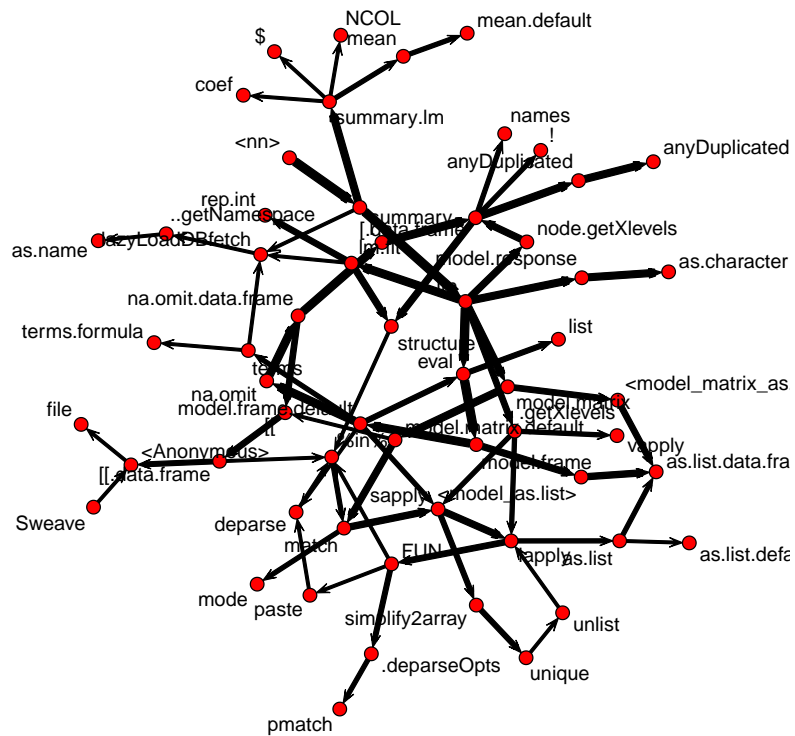 NCOL
mean.default
$
mean
coef
summary.lm
names
!
<nn>
anyDuplicated
anyDuplicated
rep.int
..getNamespace
summary
[.data.frame
node.getXlevels
lazyLoadDBfetch
lm.fit
model.response
as.name
as.character
na.omit.data.frame
terms.formula
structure
list
eval
terms
na.omit
model.matrix
<model_matrix_as.
model.frame.default
.getXlevels
file
[[
%in%
model.matrix.default
vapply
<Anonymous>
[[.data.frame
model.frame
as.list.data.fra
sapply
<model_as.list>
Sweave
deparse
match
FUN
lapply
as.list
as.list.defa
mode
paste
simplify2array
unlist
.deparseOpts
unique
pmatch